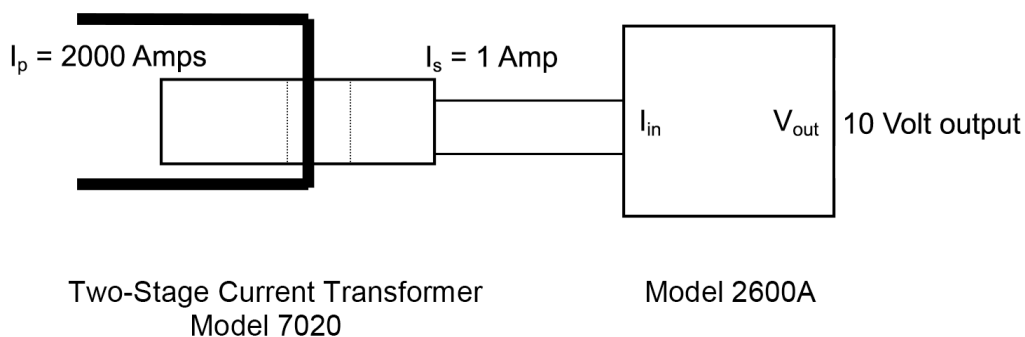 Iₚ = 2000 Amps
Iₛ = 1 Amp
Iᵢₙ
Vₒᵤₜ
10 Volt output
Two-Stage Current Transformer
Model 7020
Model 2600A